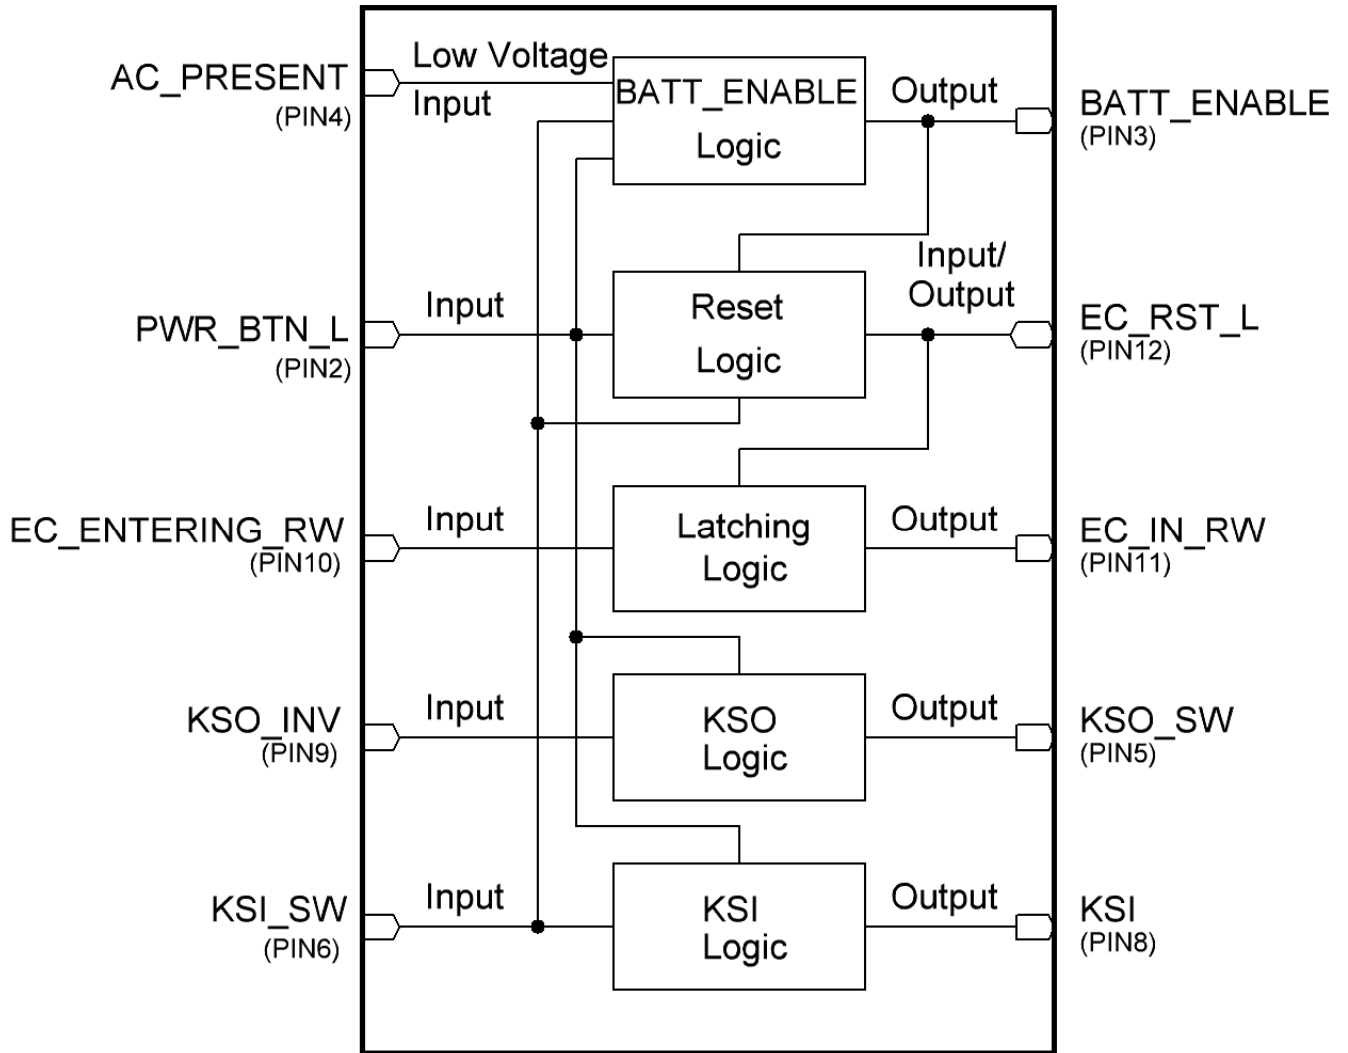 AC_PRESENT
(PIN4)
Low Voltage
Input
BATT_ENABLE
Logic
Output
BATT_ENABLE
(PIN3)
PWR_BTN_L
(PIN2)
Input
Reset
Logic
Input/
Output
EC_RST_L
(PIN12)
EC_ENTERING_RW
(PIN10)
Input
Latching
Logic
Output
EC_IN_RW
(PIN11)
KSO_INV
(PIN9)
Input
KSO
Logic
Output
KSO_SW
(PIN5)
KSI_SW
(PIN6)
Input
KSI
Logic
Output
KSI
(PIN8)